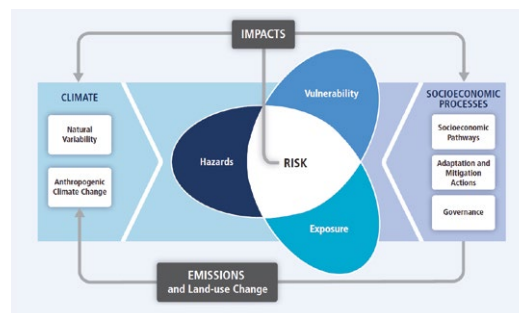 IMPACTS
CLIMATE
Natural
Variability
Anthropogenic
Climate Change
Vulnerability
Hazards
RISK
Exposure
SOCIOECONOMIC
PROCESSES
Socioeconomic
Pathways
Adaptation and
Mitigation
Actions
Governance
EMISSIONS
and Land-use Change